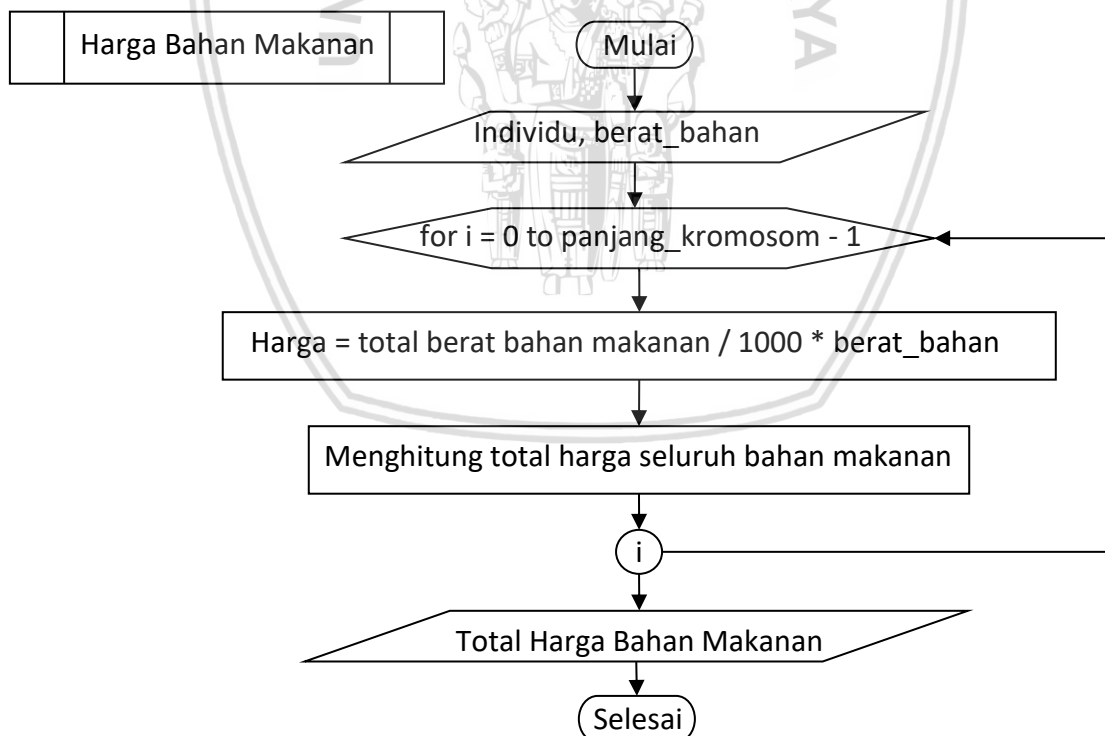 Harga Bahan Makanan
Mulai
Individu, berat_bahan
for i = 0 to panjang_kromosom - 1
Harga = total berat bahan makanan / 1000 * berat_bahan
Menghitung total harga seluruh bahan makanan
i
Total Harga Bahan Makanan
Selesai